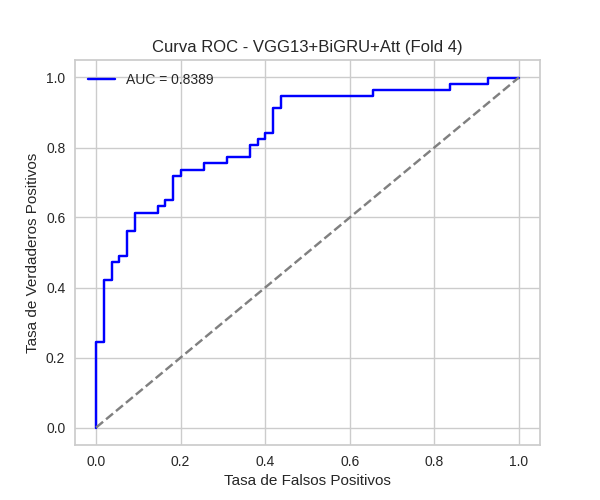 Curva ROC - VGG13+BiGRU+Att (Fold 4)
AUC = 0.8389
Tasa de Verdaderos Positivos
1.0
0.8
0.6
0.4
0.2
0.0
0.0 0.2 0.4 0.6 0.8 1.0
Tasa de Falsos Positivos